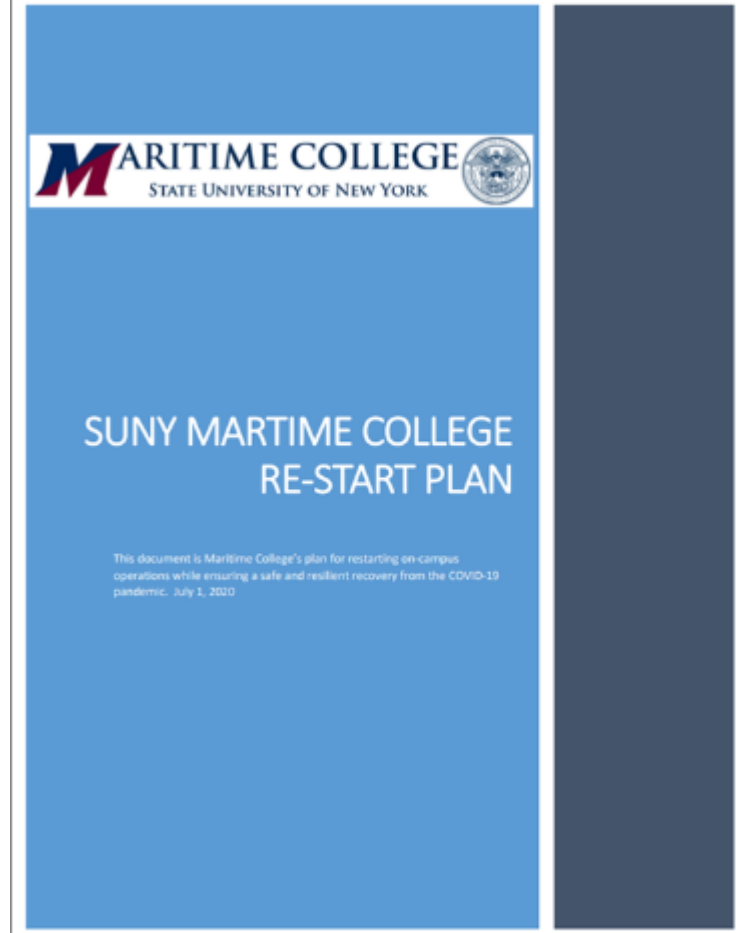 MARITIME COLLEGE
STATE UNIVERSITY OF NEW YORK
SUNY MARTIME COLLEGE
RE-START PLAN
This document is Maritime College's plan for restarting on-campus
operations while ensuring a safe and resilient recovery from the COVID-19
pandemic. July 1, 2020